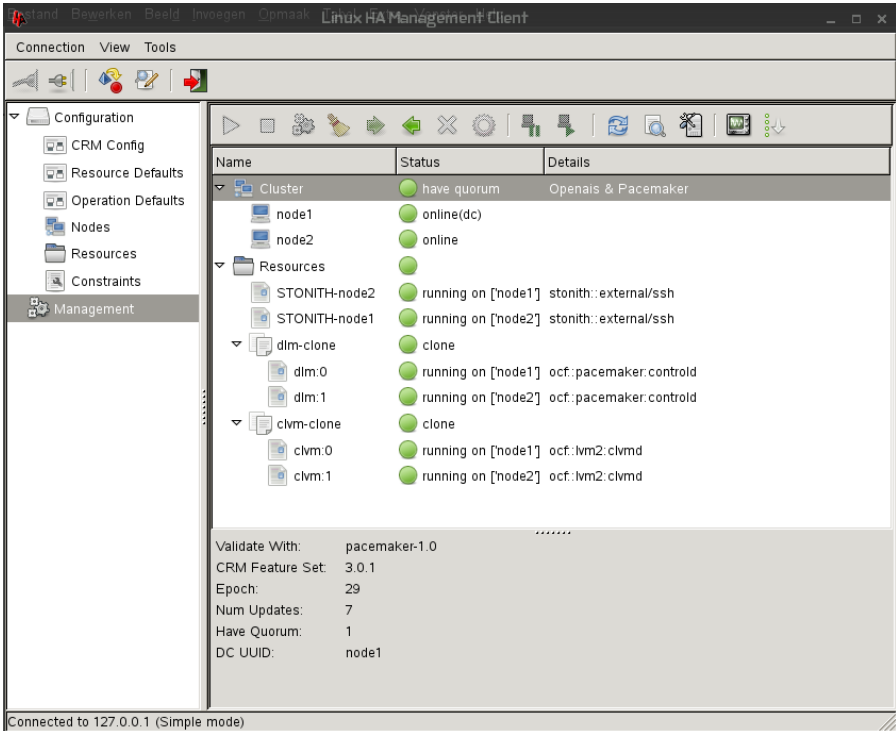 Linux HA Management Client
Connection View Tools
Configuration
CRM Config
Resource Defaults
Operation Defaults
Nodes
Resources
Constraints
Management
Name Status Details
Cluster have quorum Openais & Pacemaker
node1 online(dc)
node2 online
Resources
STONITH-node2 running on ['node1'] stonith::external/ssh
STONITH-node1 running on ['node2'] stonith::external/ssh
dlm-clone clone
dlm:0 running on ['node1'] ocf::pacemaker:controld
dlm:1 running on ['node2'] ocf::pacemaker:controld
clvm-clone clone
clvm:0 running on ['node1'] ocf::lvm2:clvmd
clvm:1 running on ['node2'] ocf::lvm2:clvmd
Validate With: pacemaker-1.0
CRM Feature Set: 3.0.1
Epoch: 29
Num Updates: 7
Have Quorum: 1
DC UUID: node1
Connected to 127.0.0.1 (Simple mode)